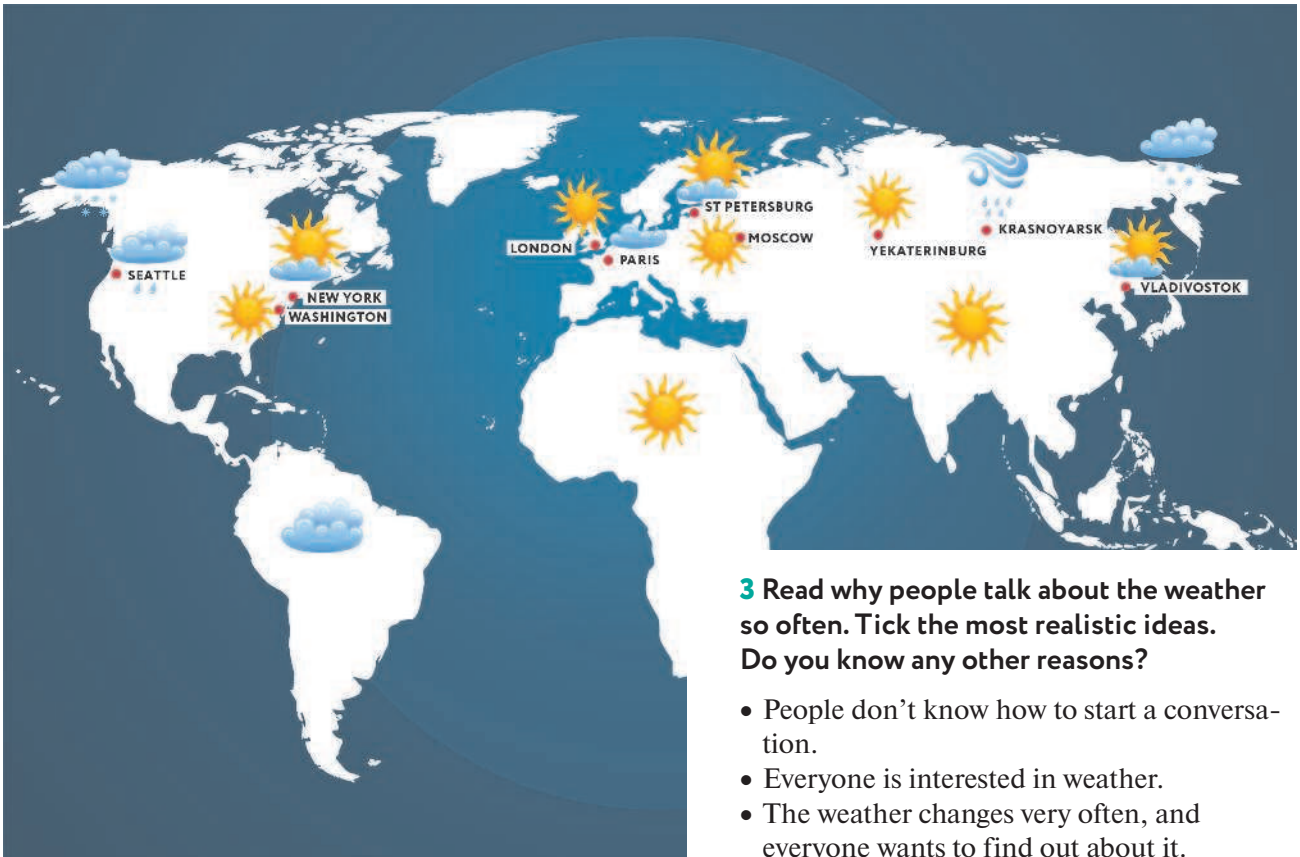 ST PETERSBURG
LONDON
MOSCOW
PARIS
YEKATERINBURG
KRASNOYARSK
SEATTLE
VLADIVOSTOK
NEW YORK
WASHINGTON
3 Read why people talk about the weather
so often. Tick the most realistic ideas.
Do you know any other reasons?
• People don’t know how to start a conversa-
tion.
• Everyone is interested in weather.
• The weather changes very often, and
everyone wants to find out about it.